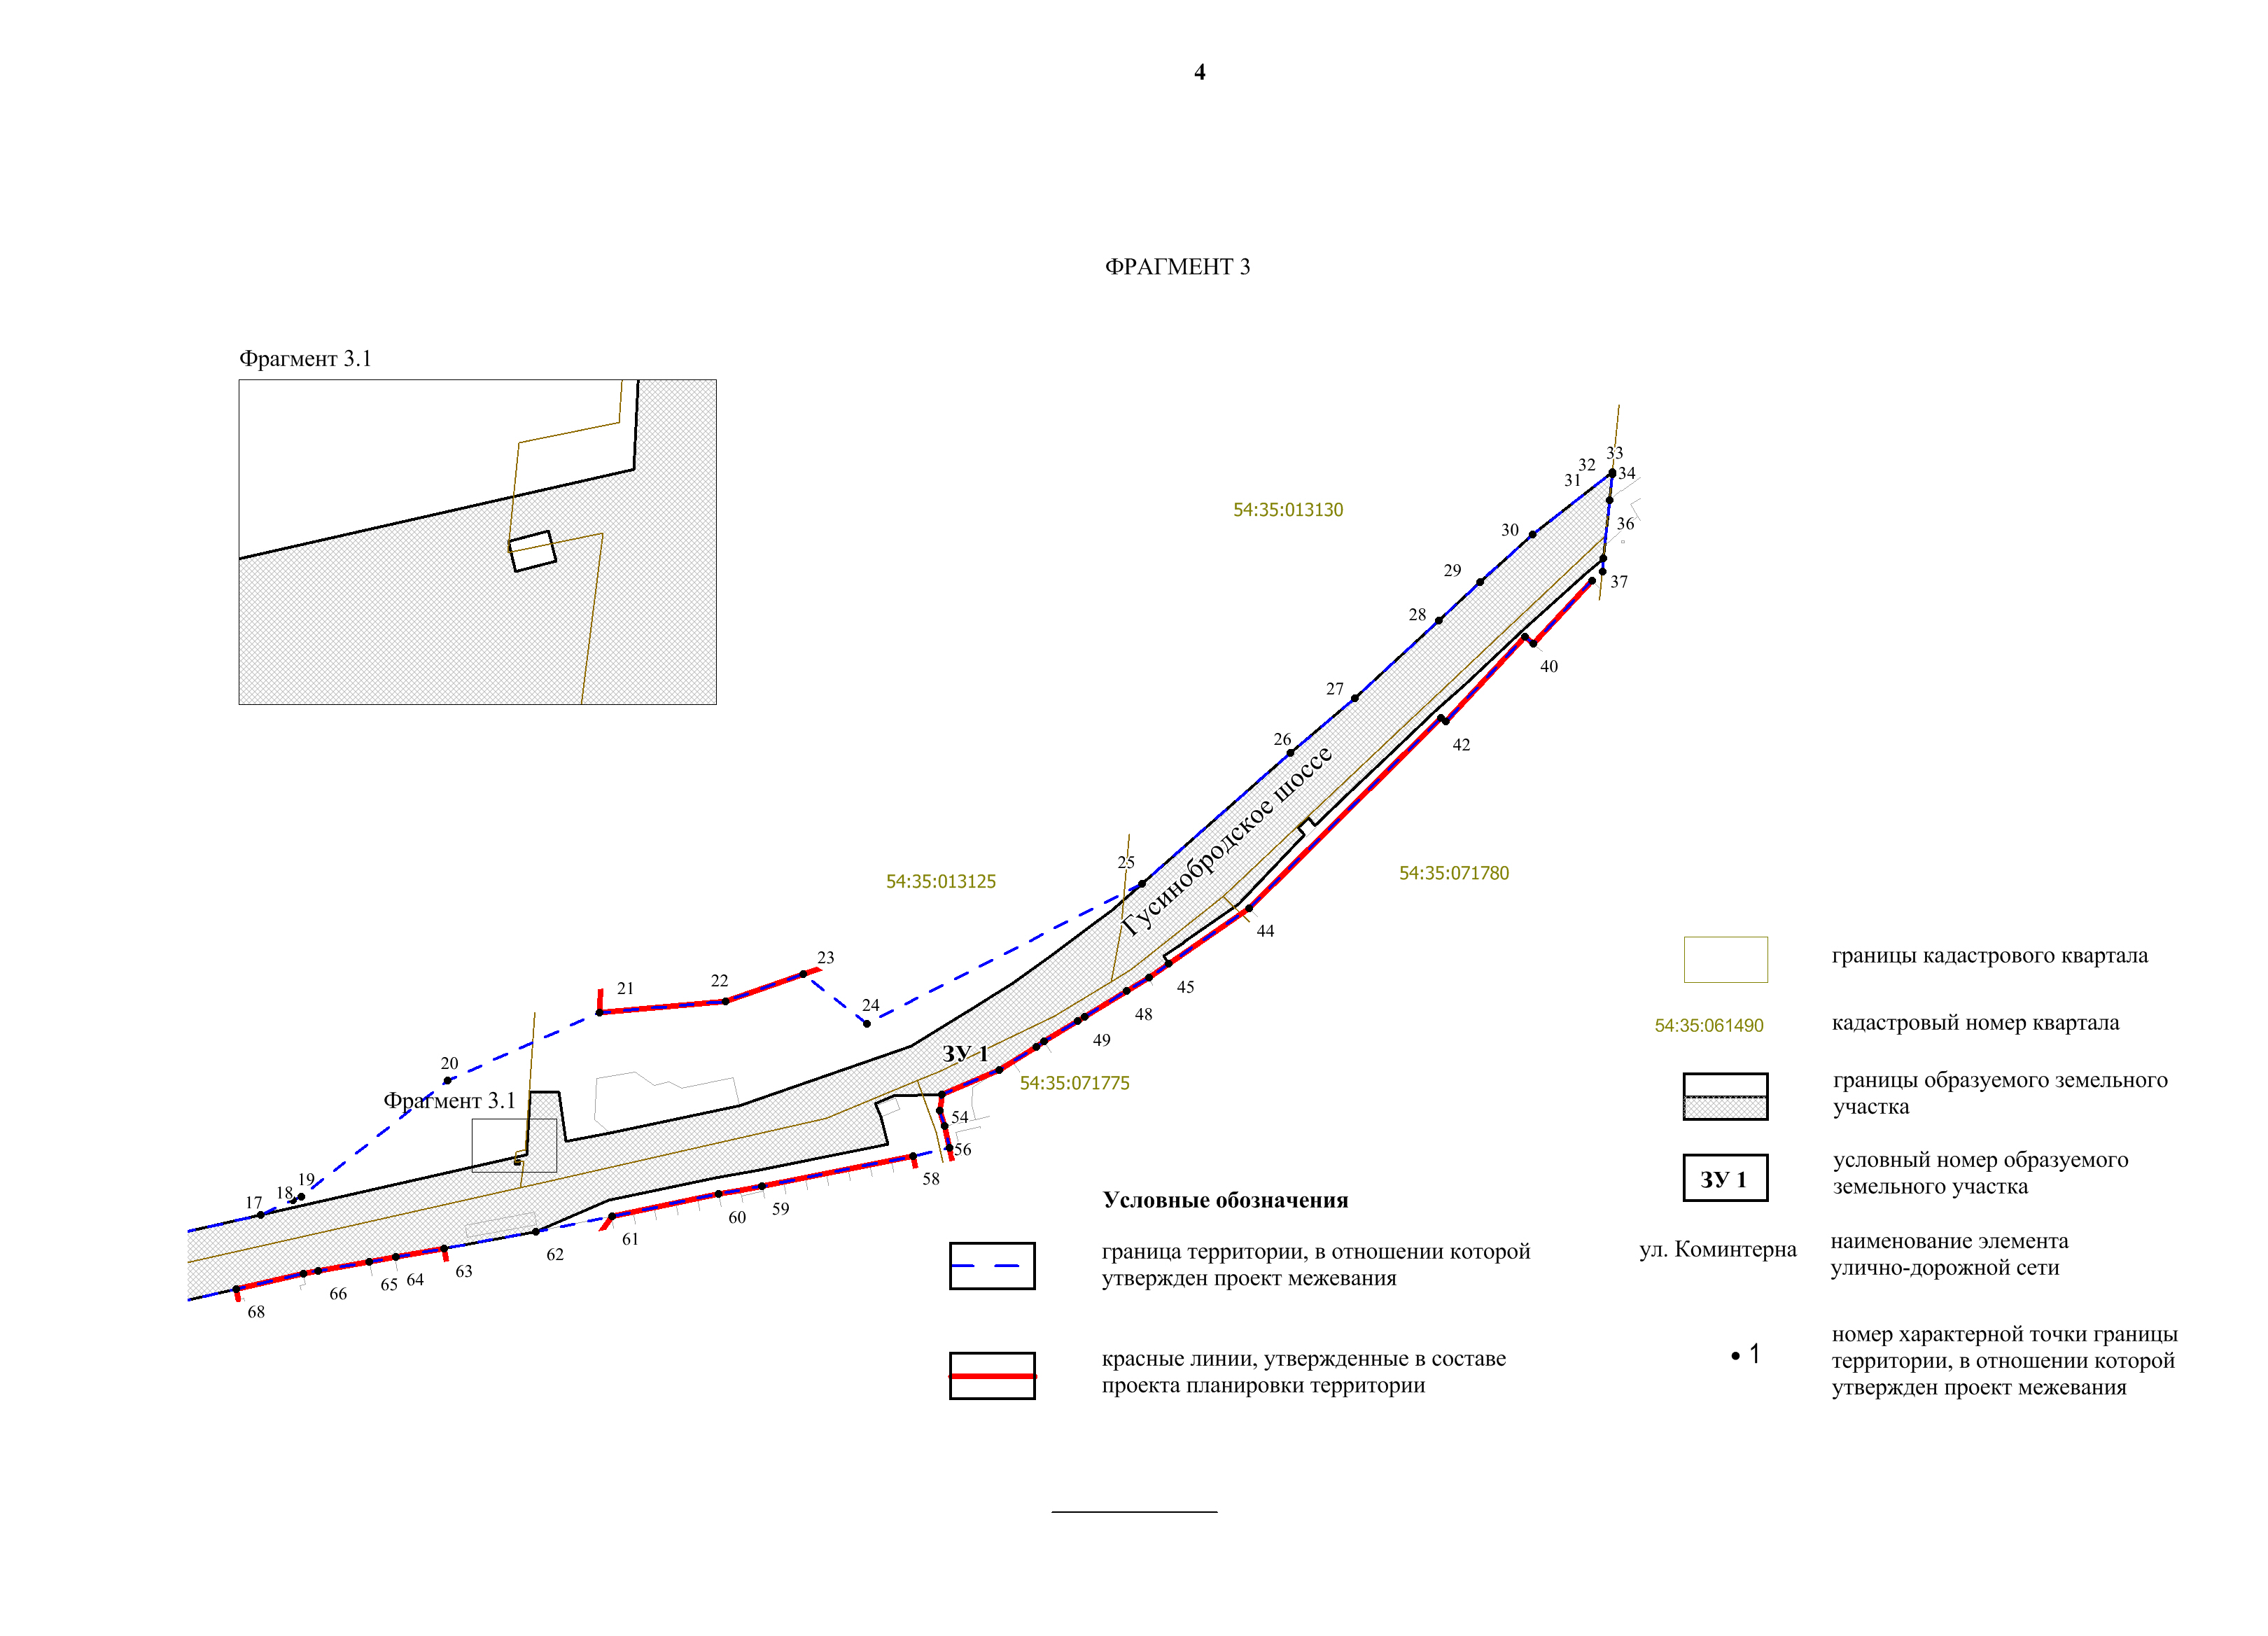 4
ФРАГМЕНТ 3
Фрагмент 3.1
33
32
34
31
54:35:013130
36
30
29
37
28
40
27
26
42
Гусинобродское шоссе
25
54:35:013125
54:35:071780
44
23
22
21
45
24
48
49
ЗУ 1
20
54:35:071775
Фрагмент 3.1
54
56
19
18
17
58
59
60
61
62
63
64
65
66
68
границы кадастрового квартала
54:35:061490
кадастровый номер квартала
границы образуемого земельного
участка
ЗУ 1
условный номер образуемого
земельного участка
ул. Коминтерна
наименование элемента
улично-дорожной сети
1
номер характерной точки границы
территории, в отношении которой
утвержден проект межевания
Условные обозначения
граница территории, в отношении которой
утвержден проект межевания
красные линии, утвержденные в составе
проекта планировки территории